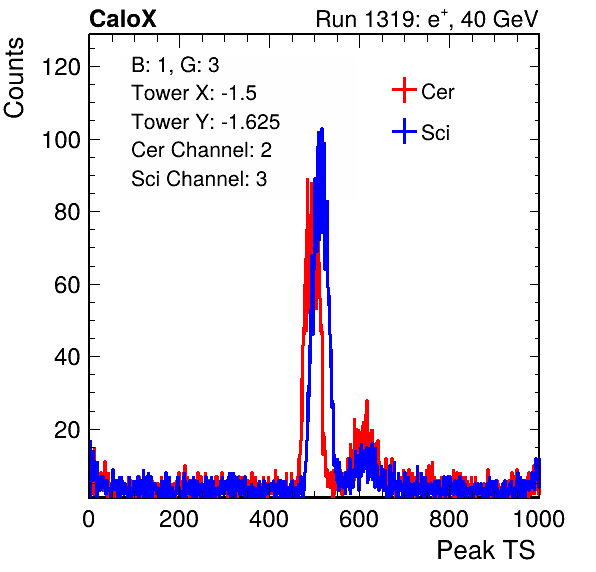 CaloX Run 1319: e⁺, 40 GeV
Counts
B: 1, G: 3
Tower X: -1.5
Tower Y: -1.625
Cer Channel: 2
Sci Channel: 3
Cer
Sci
120
100
80
60
40
20
0 200 400 600 800 1000
Peak TS